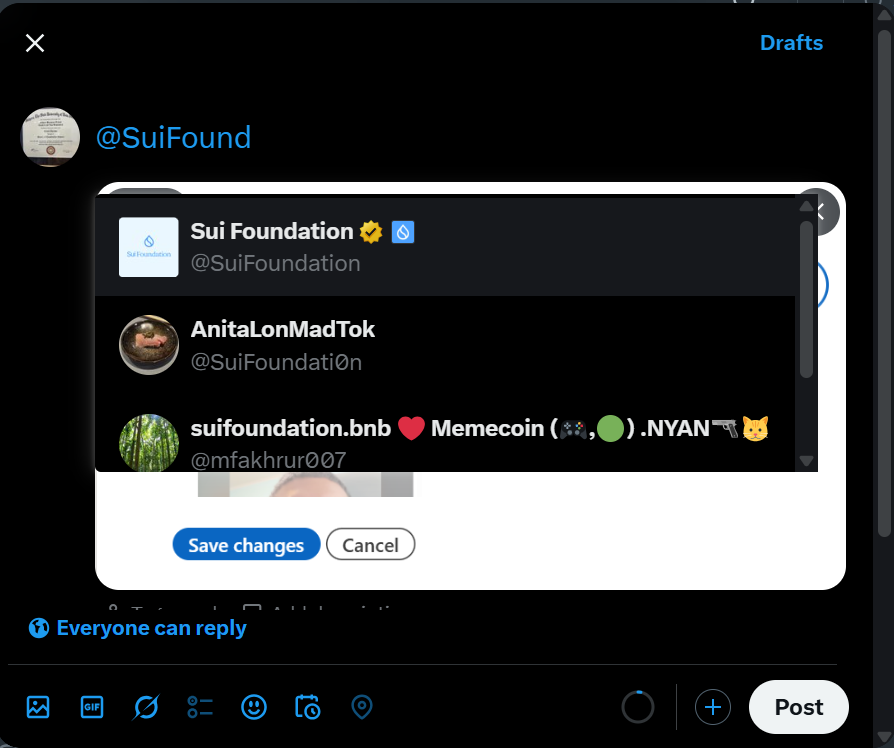 Drafts
@SuiFound
Sui Foundation
SuiFoundation
@SuiFoundation
AnitaLonMadTok
@SuiFoundati0n
suifoundation.bnb ❤️ Memecoin (🎮,🟢) .NYAN🔫🐱
@mfakhrur007
Save changes
Cancel
Everyone can reply
GIF
Post